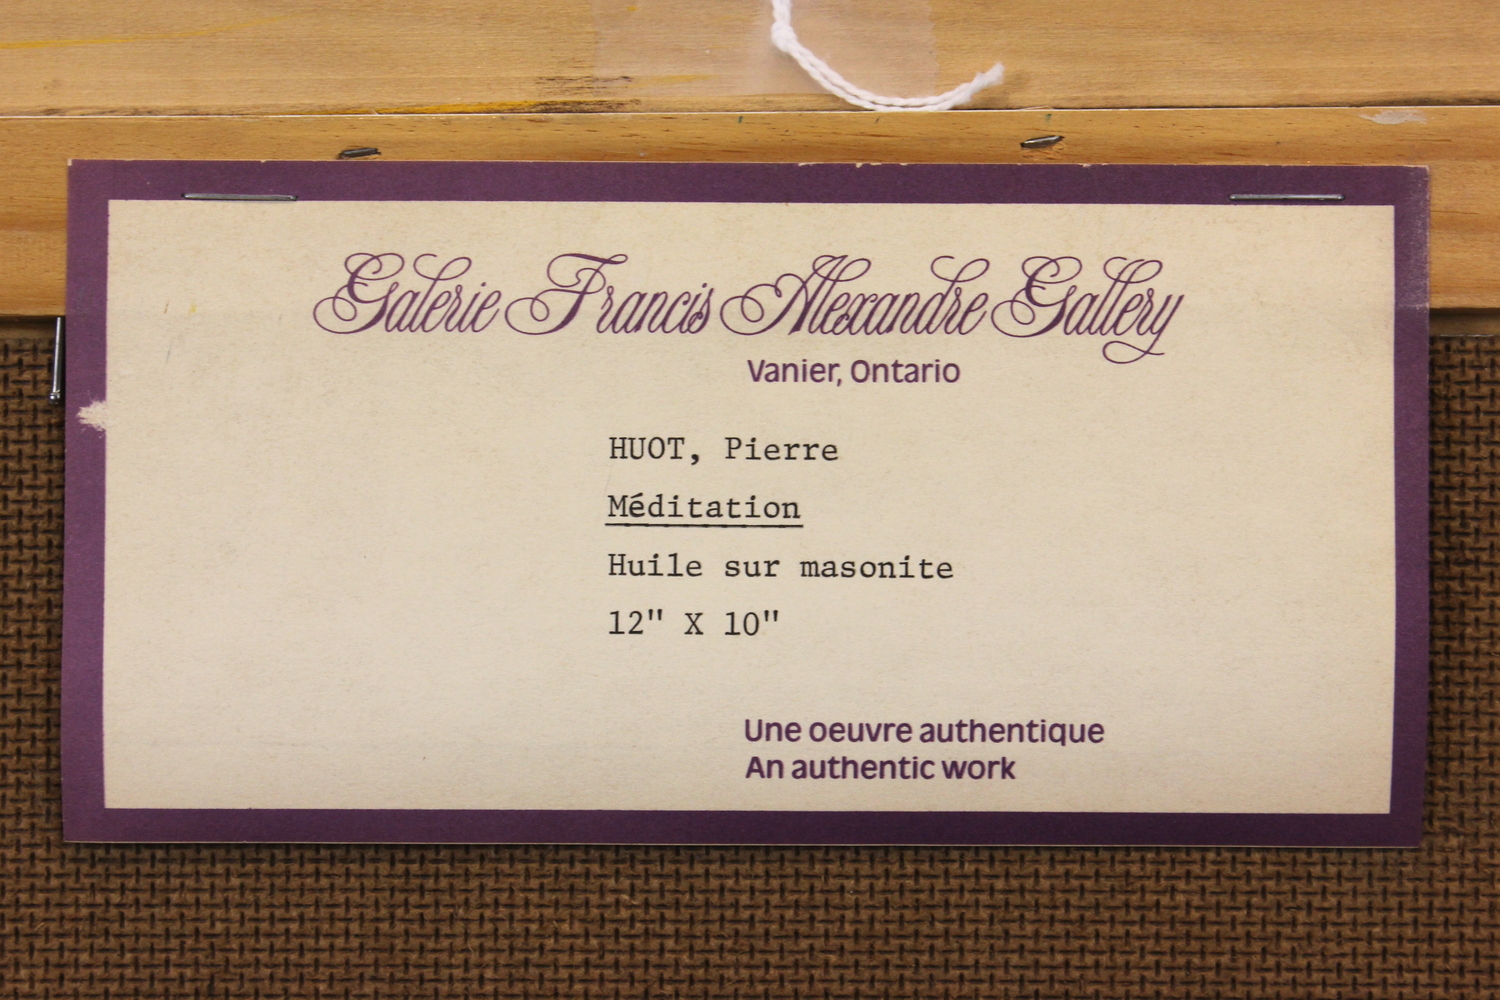 Galerie Francis Alexandre Gallery
Vanier, Ontario
HUOT, Pierre
Méditation
Huile sur masonite
12" X 10"
Une oeuvre authentique
An authentic work